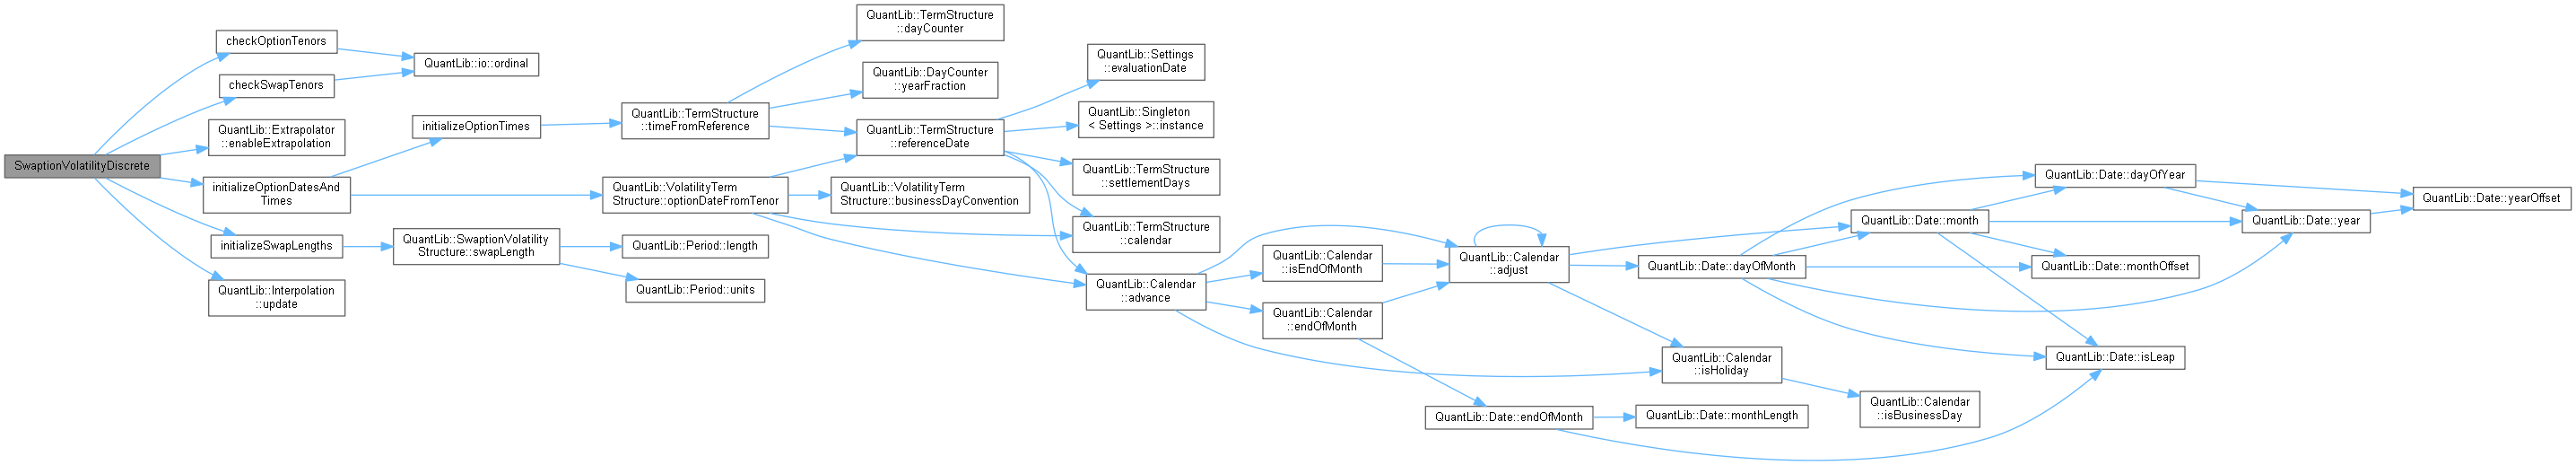 SwaptionVolatilityDiscrete
checkOptionTenors
checkSwapTenors
QuantLib::Extrapolator
::enableExtrapolation
initializeOptionDatesAnd
Times
initializeSwapLengths
QuantLib::Interpolation
::update
QuantLib::io::ordinal
initializeOptionTimes
QuantLib::SwaptionVolatility
Structure::swapLength
QuantLib::TermStructure
::timeFromReference
QuantLib::VolatilityTerm
Structure::optionDateFromTenor
QuantLib::Period::length
QuantLib::Period::units
QuantLib::TermStructure
::dayCounter
QuantLib::DayCounter
::yearFraction
QuantLib::TermStructure
::referenceDate
QuantLib::VolatilityTerm
Structure::businessDayConvention
QuantLib::Settings
::evaluationDate
QuantLib::Singleton
< Settings >::instance
QuantLib::TermStructure
::settlementDays
QuantLib::TermStructure
::calendar
QuantLib::Calendar
::advance
QuantLib::Calendar
::isEndOfMonth
QuantLib::Calendar
::endOfMonth
QuantLib::Calendar
::adjust
QuantLib::Date::endOfMonth
QuantLib::Date::dayOfMonth
QuantLib::Calendar
::isHoliday
QuantLib::Date::monthLength
QuantLib::Date::month
QuantLib::Calendar
::isBusinessDay
QuantLib::Date::dayOfYear
QuantLib::Date::monthOffset
QuantLib::Date::isLeap
QuantLib::Date::year
QuantLib::Date::yearOffset